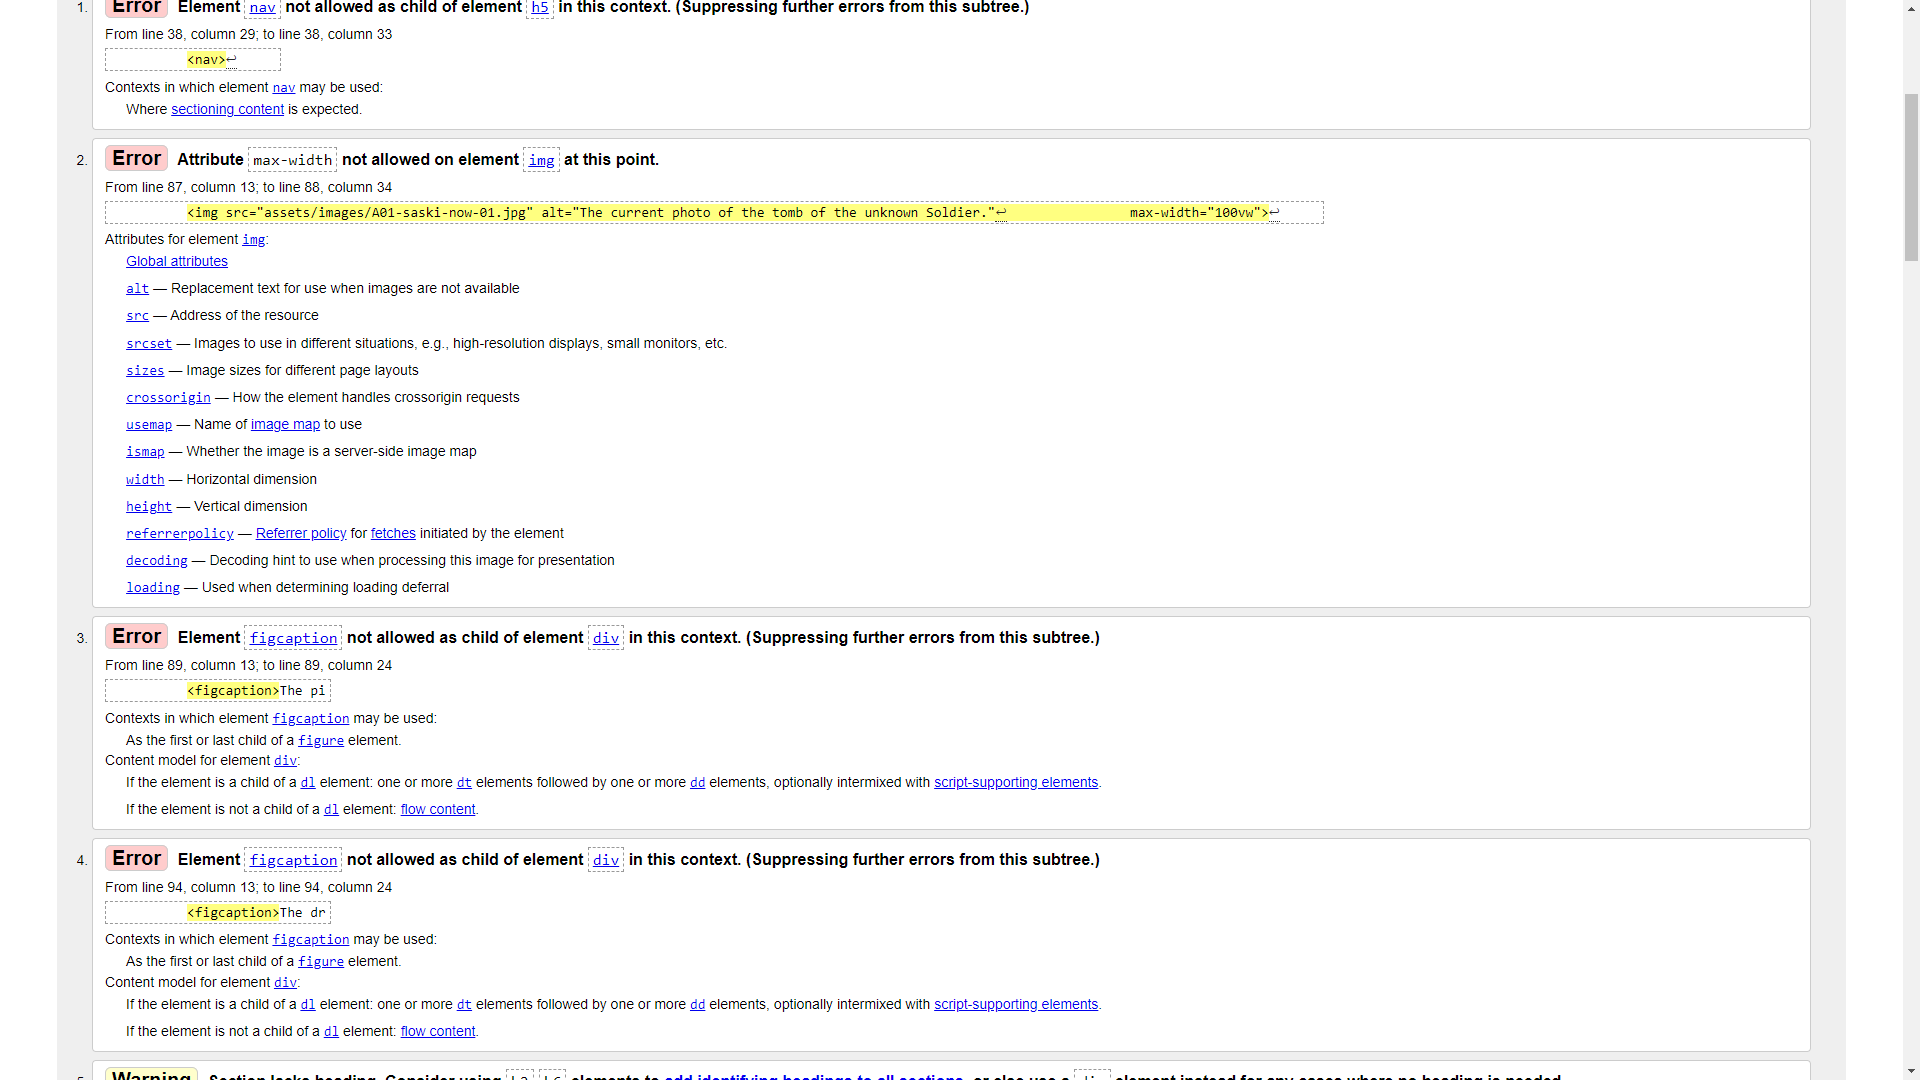 1. Error Element nav not allowed as child of element h5 in this context. (Suppressing further errors from this subtree.)
From line 38, column 29; to line 38, column 33
<nav>↩
Contexts in which element nav may be used:
Where sectioning content is expected.
2. Error Attribute max-width not allowed on element img at this point.
From line 87, column 13; to line 88, column 34
<img src="assets/images/A01-saski-now-01.jpg" alt="The current photo of the tomb of the unknown Soldier."↩ max-width="100vw">↩
Attributes for element img:
Global attributes
alt — Replacement text for use when images are not available
src — Address of the resource
srcset — Images to use in different situations, e.g., high-resolution displays, small monitors, etc.
sizes — Image sizes for different page layouts
crossorigin — How the element handles crossorigin requests
usemap — Name of image map to use
ismap — Whether the image is a server-side image map
width — Horizontal dimension
height — Vertical dimension
referrerpolicy — Referrer policy for fetches initiated by the element
decoding — Decoding hint to use when processing this image for presentation
loading — Used when determining loading deferral
3. Error Element figcaption not allowed as child of element div in this context. (Suppressing further errors from this subtree.)
From line 89, column 13; to line 89, column 24
<figcaption>The pi
Contexts in which element figcaption may be used:
As the first or last child of a figure element.
Content model for element div:
If the element is a child of a dl element: one or more dt elements followed by one or more dd elements, optionally intermixed with script-supporting elements.
If the element is not a child of a dl element: flow content.
4. Error Element figcaption not allowed as child of element div in this context. (Suppressing further errors from this subtree.)
From line 94, column 13; to line 94, column 24
<figcaption>The dr
Contexts in which element figcaption may be used:
As the first or last child of a figure element.
Content model for element div:
If the element is a child of a dl element: one or more dt elements followed by one or more dd elements, optionally intermixed with script-supporting elements.
If the element is not a child of a dl element: flow content.
5. Warning Section lacks heading. Consider using h2-h6 elements to add identifying headings to all sections, or else use a div element instead for any cases where no heading is needed.